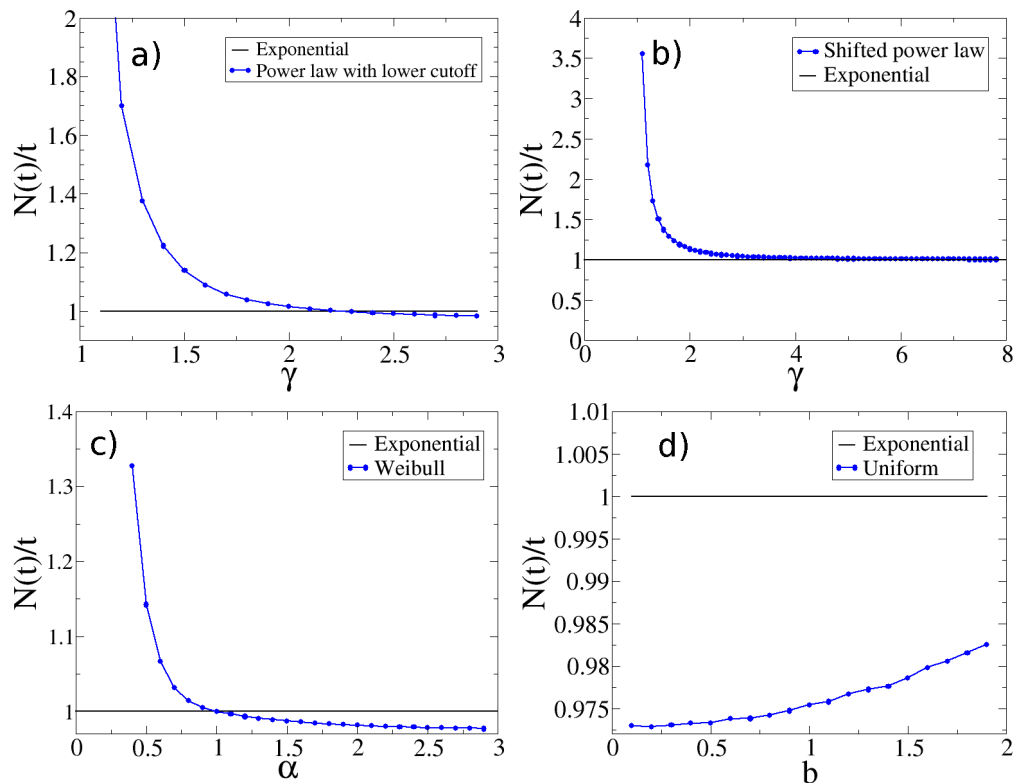 a)
Exponential
Power law with lower cutoff
N(t)/t
2
1.8
1.6
1.4
1.2
1
1
1.5
2
2.5
3
γ
b)
Shifted power law
Exponential
N(t)/t
4
3.5
3
2.5
2
1.5
1
0.5
0
0
2
4
6
8
γ
c)
Exponential
Weibull
N(t)/t
1.4
1.3
1.2
1.1
1
0
0.5
1
1.5
2
2.5
3
α
d)
Exponential
Uniform
N(t)/t
1.01
1.005
1
0.995
0.99
0.985
0.98
0.975
0
0.5
1
1.5
2
b